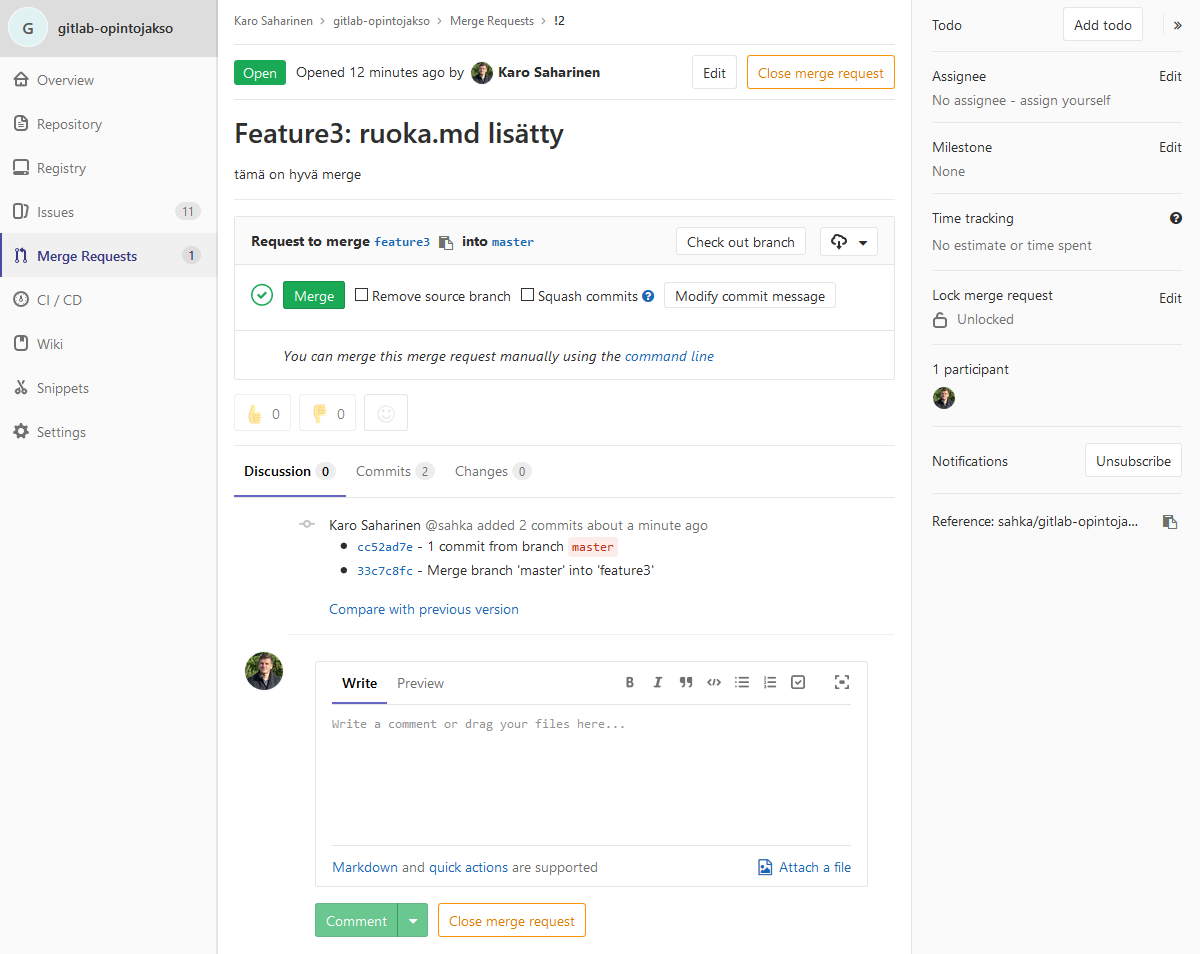 G gitlab-opintojakso
Overview
Repository
Registry
Issues 11
Merge Requests 1
CI / CD
Wiki
Snippets
Settings
Karo Saharinen > gitlab-opintojakso > Merge Requests > !2
Open Opened 12 minutes ago by Karo Saharinen Edit Close merge request
Feature3: ruoka.md lisätty
tämä on hyvä merge
Request to merge feature3 into master Check out branch
Merge Remove source branch Squash commits ? Modify commit message
You can merge this merge request manually using the command line
0 0
Discussion 0 Commits 2 Changes 0
Karo Saharinen @sahka added 2 commits about a minute ago
cc52ad7e - 1 commit from branch master
33c7c8fc - Merge branch 'master' into 'feature3'
Compare with previous version
Write Preview
Write a comment or drag your files here...
Markdown and quick actions are supported Attach a file
Comment Close merge request
Todo Add todo »
Assignee Edit
No assignee - assign yourself
Milestone Edit
None
Time tracking ?
No estimate or time spent
Lock merge request Edit
Unlocked
1 participant
Notifications Unsubscribe
Reference: sahka/gitlab-opintoja...